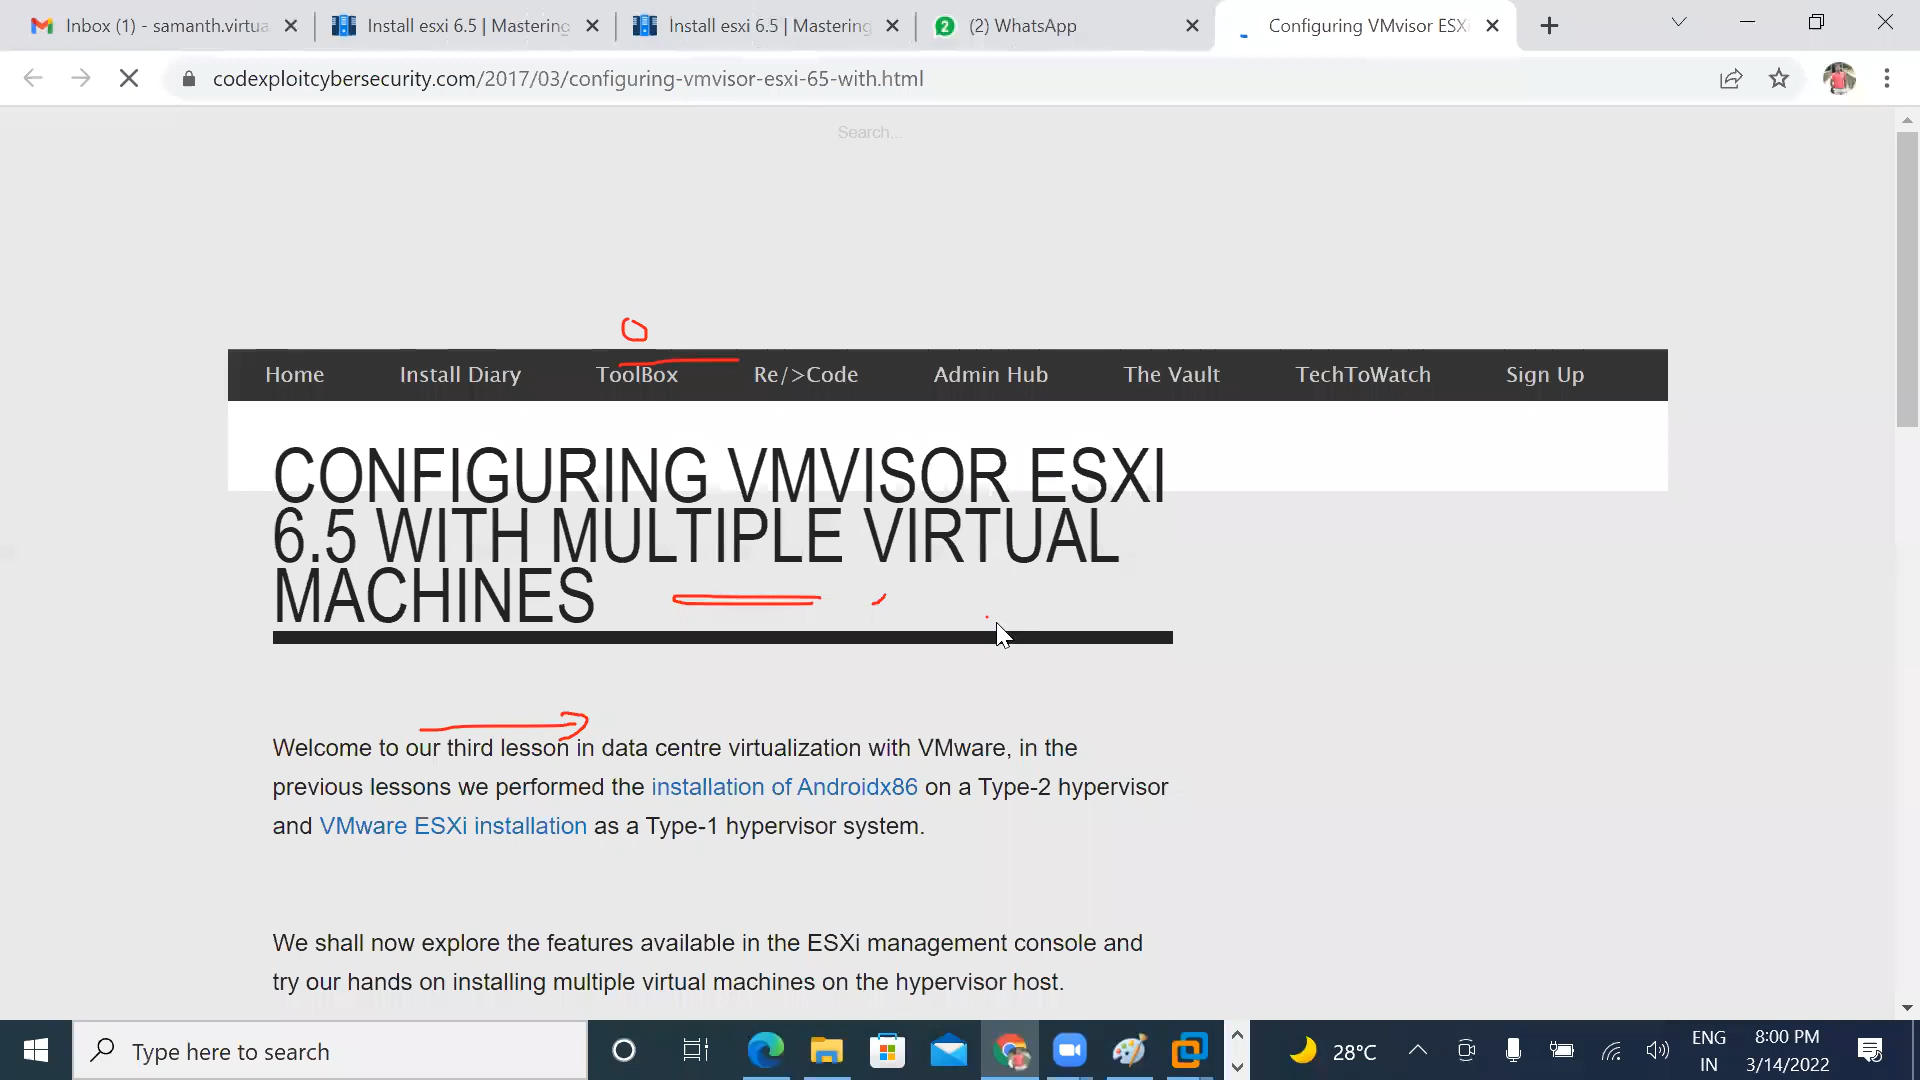 Inbox (1) - samanth.virtua
Install esxi 6.5 | Mastering
Install esxi 6.5 | Mastering
2 (2) WhatsApp
Configuring VMvisor ESXi
codexploitcybersecurity.com/2017/03/configuring-vmvisor-esxi-65-with.html
Search...
Home Install Diary ToolBox Re/>Code Admin Hub The Vault TechToWatch Sign Up
CONFIGURING VMVISOR ESXI
6.5 WITH MULTIPLE VIRTUAL
MACHINES
Welcome to our third lesson in data centre virtualization with VMware, in the
previous lessons we performed the installation of Androidx86 on a Type-2 hypervisor
and VMware ESXi installation as a Type-1 hypervisor system.
We shall now explore the features available in the ESXi management console and
try our hands on installing multiple virtual machines on the hypervisor host.
Type here to search
28°C
ENG
IN
8:00 PM
3/14/2022